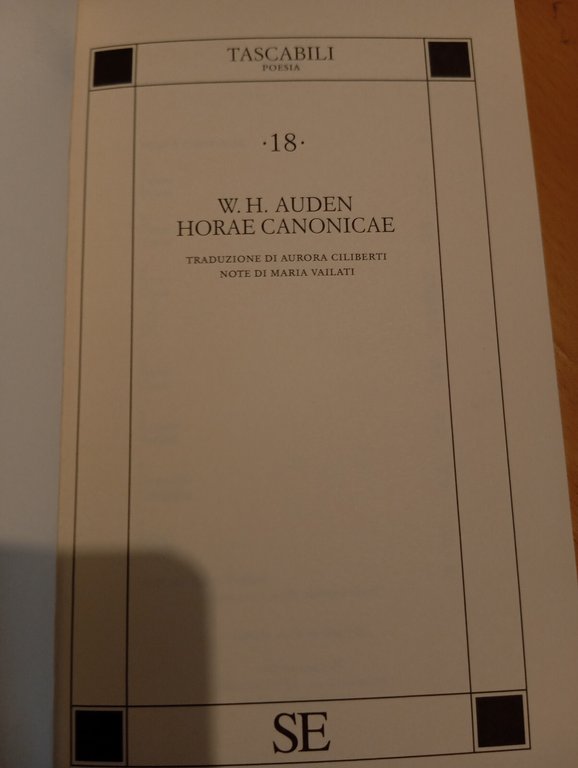 TASCABILI
POESIA
·18·
W. H. AUDEN
HORAE CANONICAE
TRADUZIONE DI AURORA CILIBERTI
NOTE DI MARIA VAILATI
SE